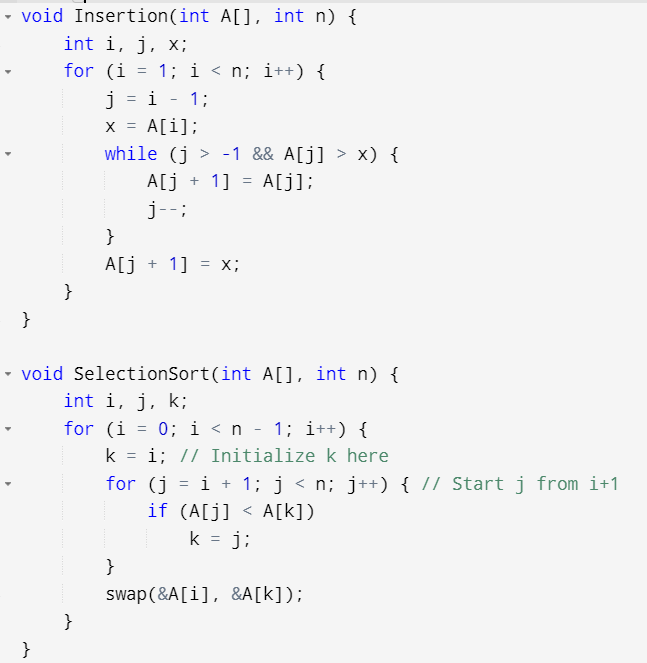 void Insertion(int A[], int n) {
    int i, j, x;
    for (i = 1; i < n; i++) {
        j = i - 1;
        x = A[i];
        while (j > -1 && A[j] > x) {
            A[j + 1] = A[j];
            j--;
        }
        A[j + 1] = x;
    }
}

void SelectionSort(int A[], int n) {
    int i, j, k;
    for (i = 0; i < n - 1; i++) {
        k = i; // Initialize k here
        for (j = i + 1; j < n; j++) { // Start j from i+1
            if (A[j] < A[k])
                k = j;
        }
        swap(&A[i], &A[k]);
    }
}